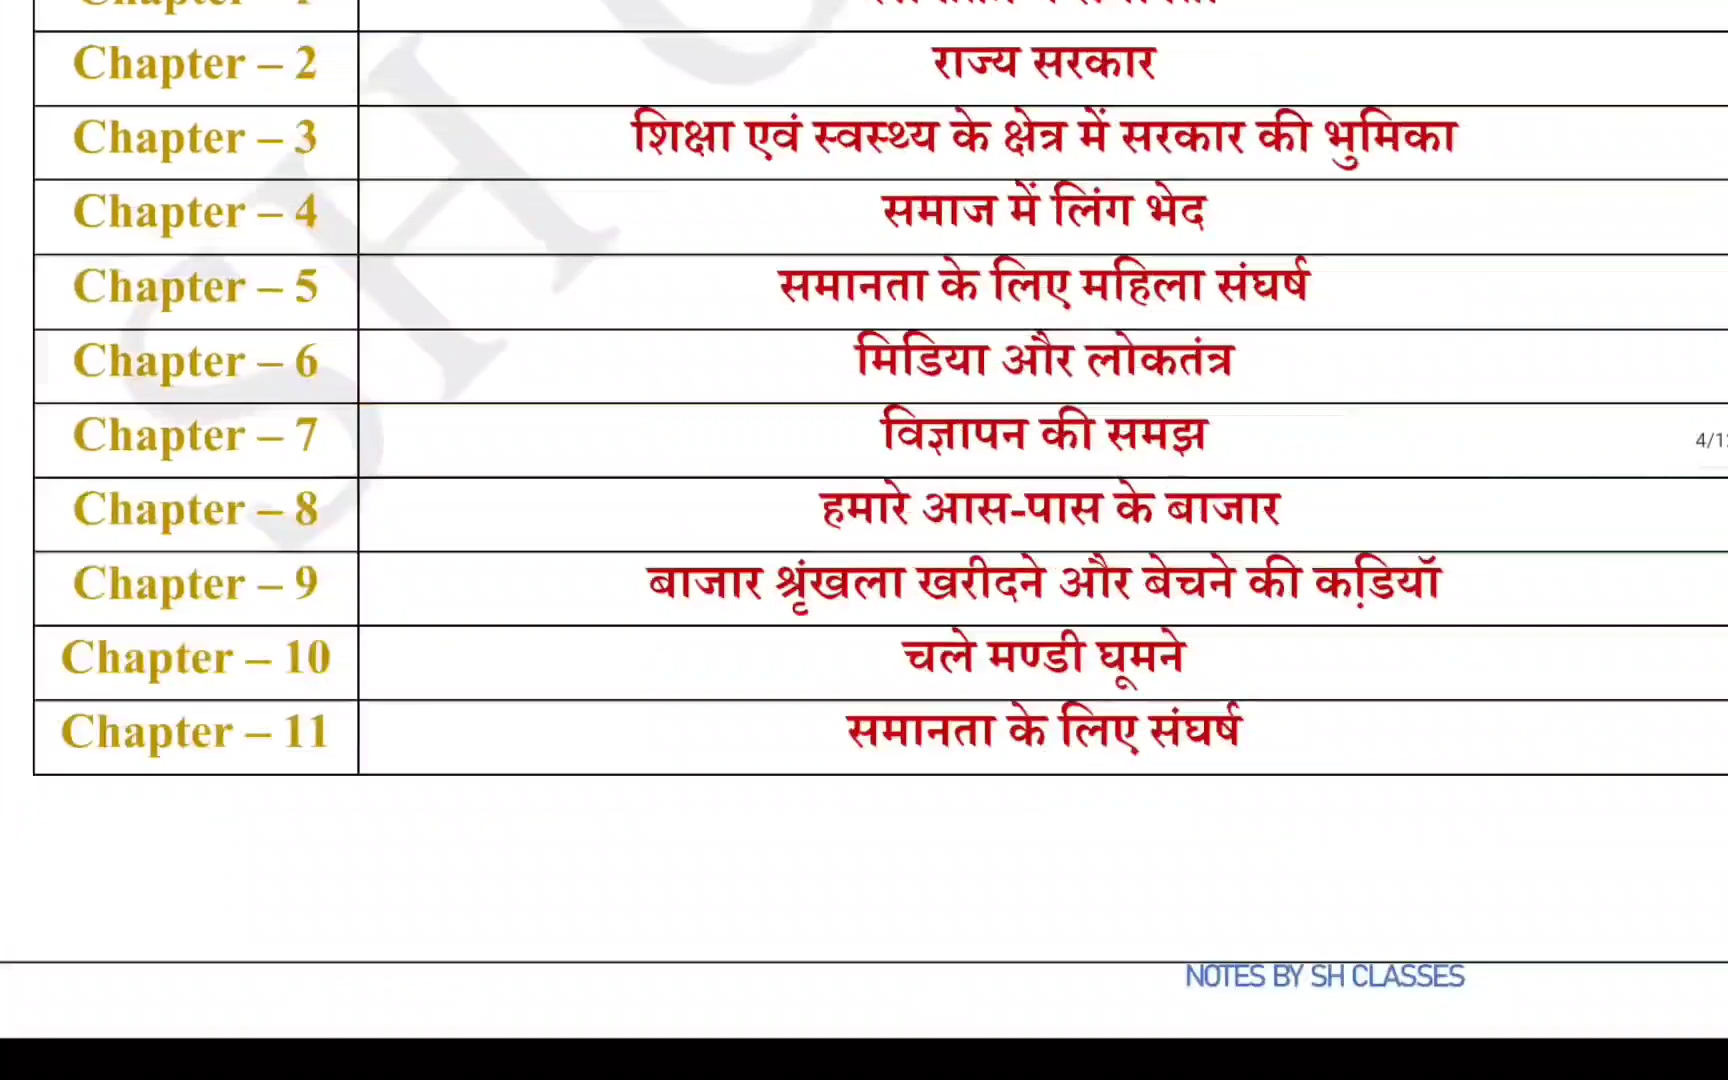 Chapter – 2 राज्य सरकार
Chapter – 3 शिक्षा एवं स्वस्थ्य के क्षेत्र में सरकार की भुमिका
Chapter – 4 समाज में लिंग भेद
Chapter – 5 समानता के लिए महिला संघर्ष
Chapter – 6 मिडिया और लोकतंत्र
Chapter – 7 विज्ञापन की समझ
4/1
Chapter – 8 हमारे आस-पास के बाजार
Chapter – 9 बाजार श्रृंखला खरीदने और बेचने की कडि़यॉ
Chapter – 10 चले मण्डी घूमने
Chapter – 11 समानता के लिए संघर्ष
NOTES BY SH CLASSES